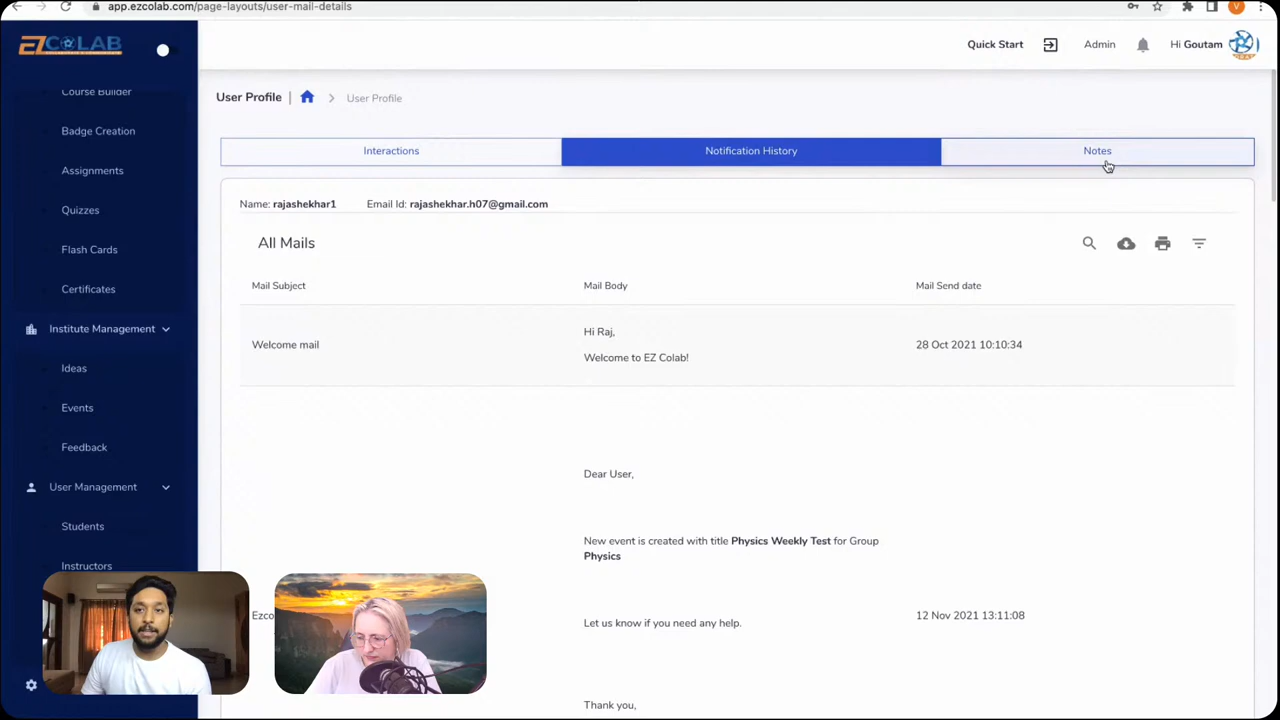 app.ezcolab.com/page-layouts/user-mail-details
V
EZCOLAB
Quick Start
Admin
Hi Goutam
Course Builder
Badge Creation
Assignments
Quizzes
Flash Cards
Certificates
Institute Management
Ideas
Events
Feedback
User Management
Students
Instructors
User Profile | > User Profile
Interactions
Notification History
Notes
Name: rajashekhar1 Email Id: rajashekhar.h07@gmail.com
All Mails
Mail Subject Mail Body Mail Send date
Welcome mail
Hi Raj,
Welcome to EZ Colab!
28 Oct 2021 10:10:34
Dear User,
New event is created with title Physics Weekly Test for Group
Physics
Ezco
12 Nov 2021 13:11:08
Let us know if you need any help.
Thank you,